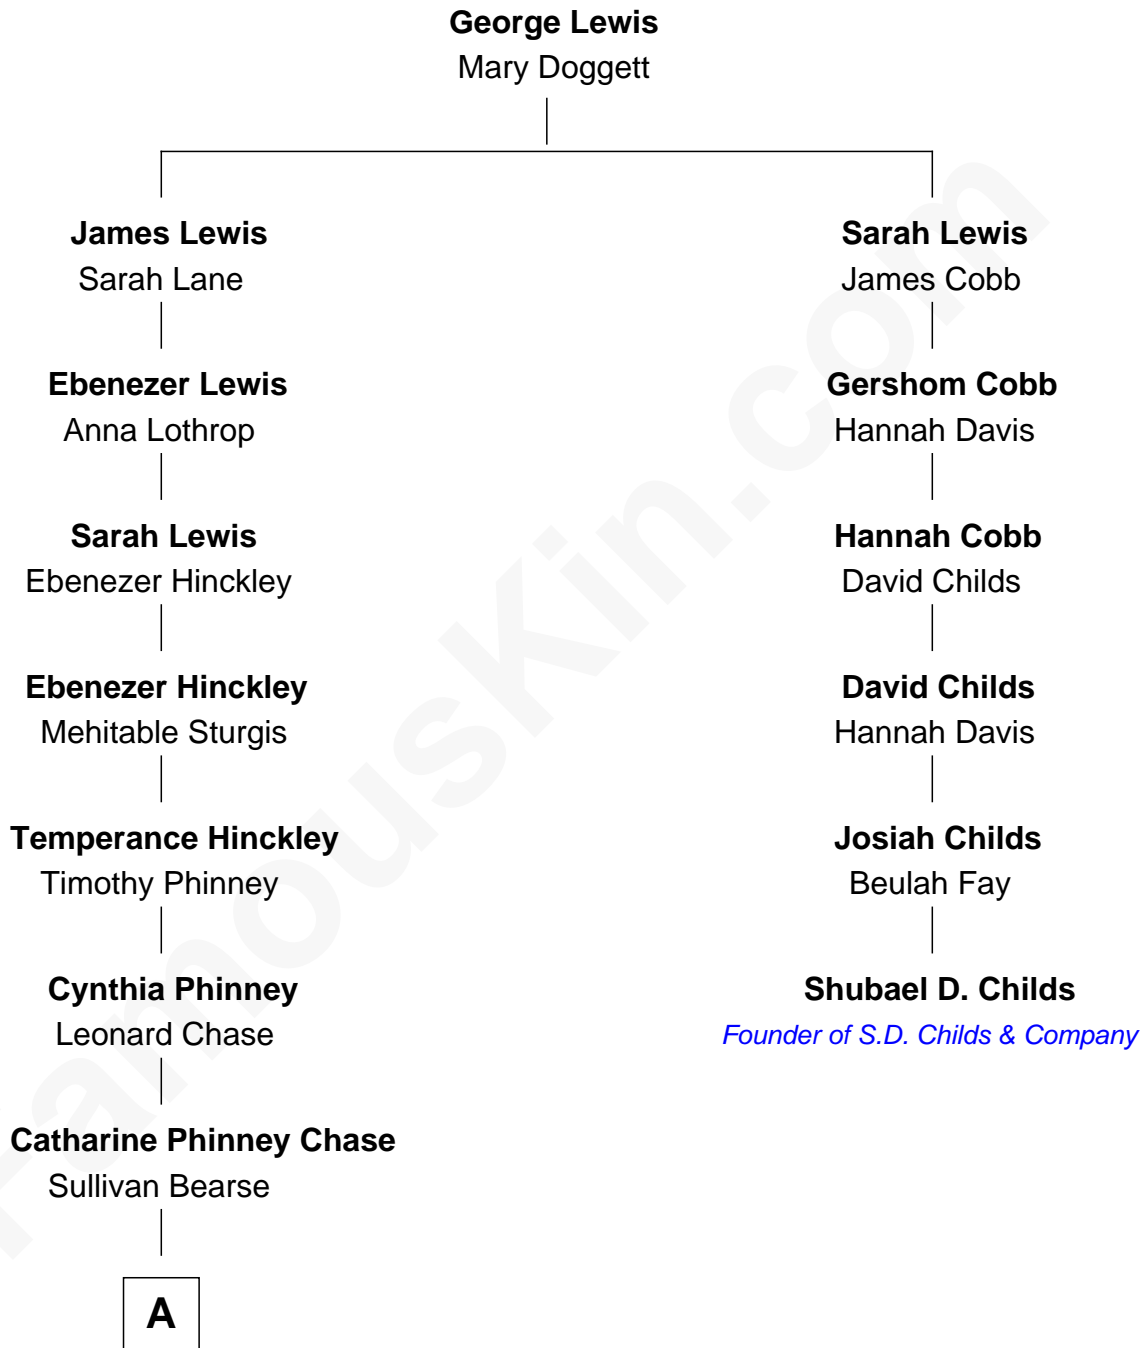 George Lewis
Mary Doggett
James Lewis
Sarah Lane
Sarah Lewis
James Cobb
Ebenezer Lewis
Anna Lothrop
Gershom Cobb
Hannah Davis
Sarah Lewis
Ebenezer Hinckley
Hannah Cobb
David Childs
Ebenezer Hinckley
Mehitable Sturgis
David Childs
Hannah Davis
Temperance Hinckley
Timothy Phinney
Josiah Childs
Beulah Fay
Cynthia Phinney
Leonard Chase
Shubael D. Childs
Founder of S.D. Childs & Company
Catharine Phinney Chase
Sullivan Bearse
A
FamousKin.com